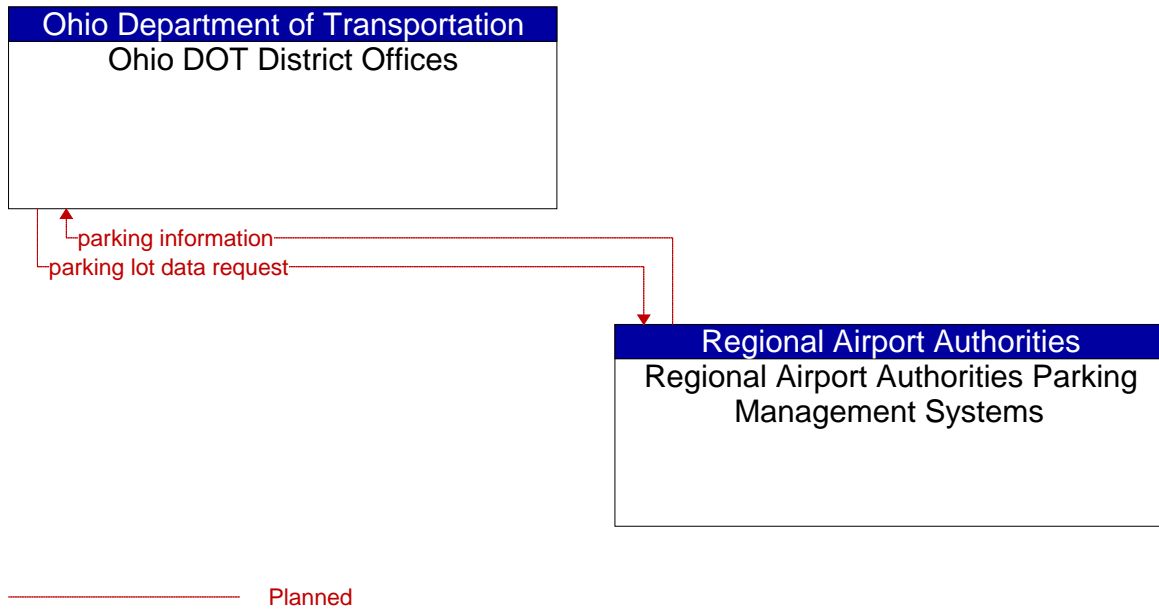 Ohio Department of Transportation
Ohio DOT District Offices
parking information
parking lot data request
Regional Airport Authorities
Regional Airport Authorities Parking
Management Systems
Planned